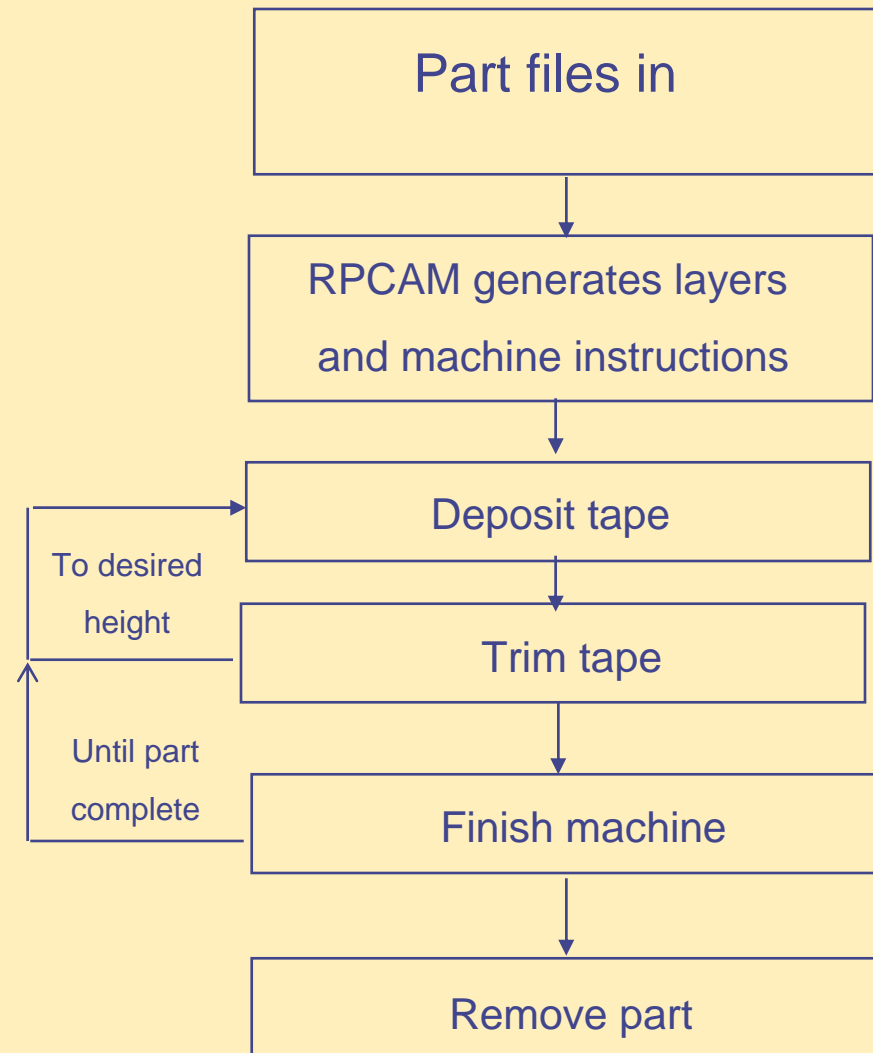 Part files in
RPCAM generates layers
and machine instructions
Deposit tape
To desired
height
Trim tape
Until part
complete
Finish machine
Remove part